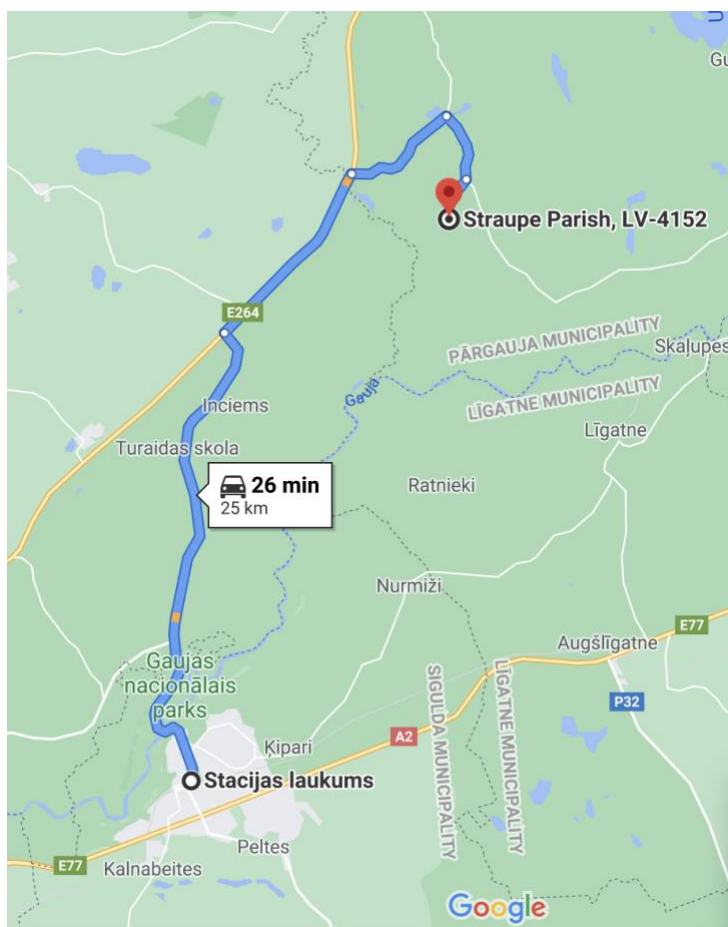 Gu
Straupe Parish, LV-4152
E264
PĀRGAUJA MUNICIPALITY
Skaļupes
Gauja
LĪGATNE MUNICIPALITY
Inciems
Līgatne
Turaidas skola
26 min
25 km
Ratnieki
Nurmiži
E77
Augšlīgatne
Gaujas
nacionālais
parks
SIGULDA MUNICIPALITY
LĪGATNE MUNICIPALITY
P32
A2
Ķipari
Stacijas laukums
Peltes
E77
Kalnabeites
Google